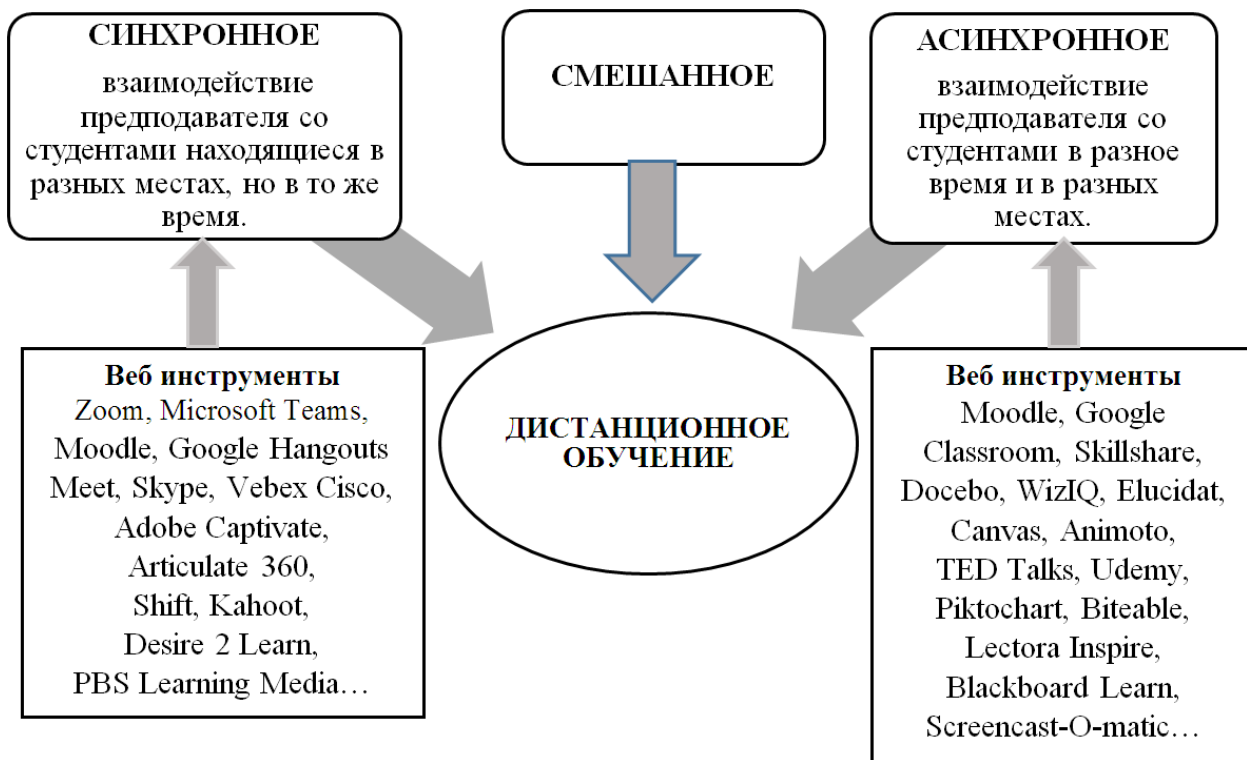 СИНХРОННОЕ
взаимодействие
предподавателя со
студентами находящиеся в
разных местах, но в то же
время.
СМЕШАННОЕ
АСИНХРОННОЕ
взаимодействие
предподавателя со
студентами в разное
время и в разных
местах.
Веб инструменты
Zoom, Microsoft Teams,
Moodle, Google Hangouts
Meet, Skype, Vebex Cisco,
Adobe Captivate,
Articulate 360,
Shift, Kahoot,
Desire 2 Learn,
PBS Learning Media…
ДИСТАНЦИОННОЕ
ОБУЧЕНИЕ
Веб инструменты
Moodle, Google
Classroom, Skillshare,
Docebo, WizIQ, Elucidat,
Canvas, Animoto,
TED Talks, Udemy,
Piktochart, Biteable,
Lectora Inspire,
Blackboard Learn,
Screencast-O-matic…